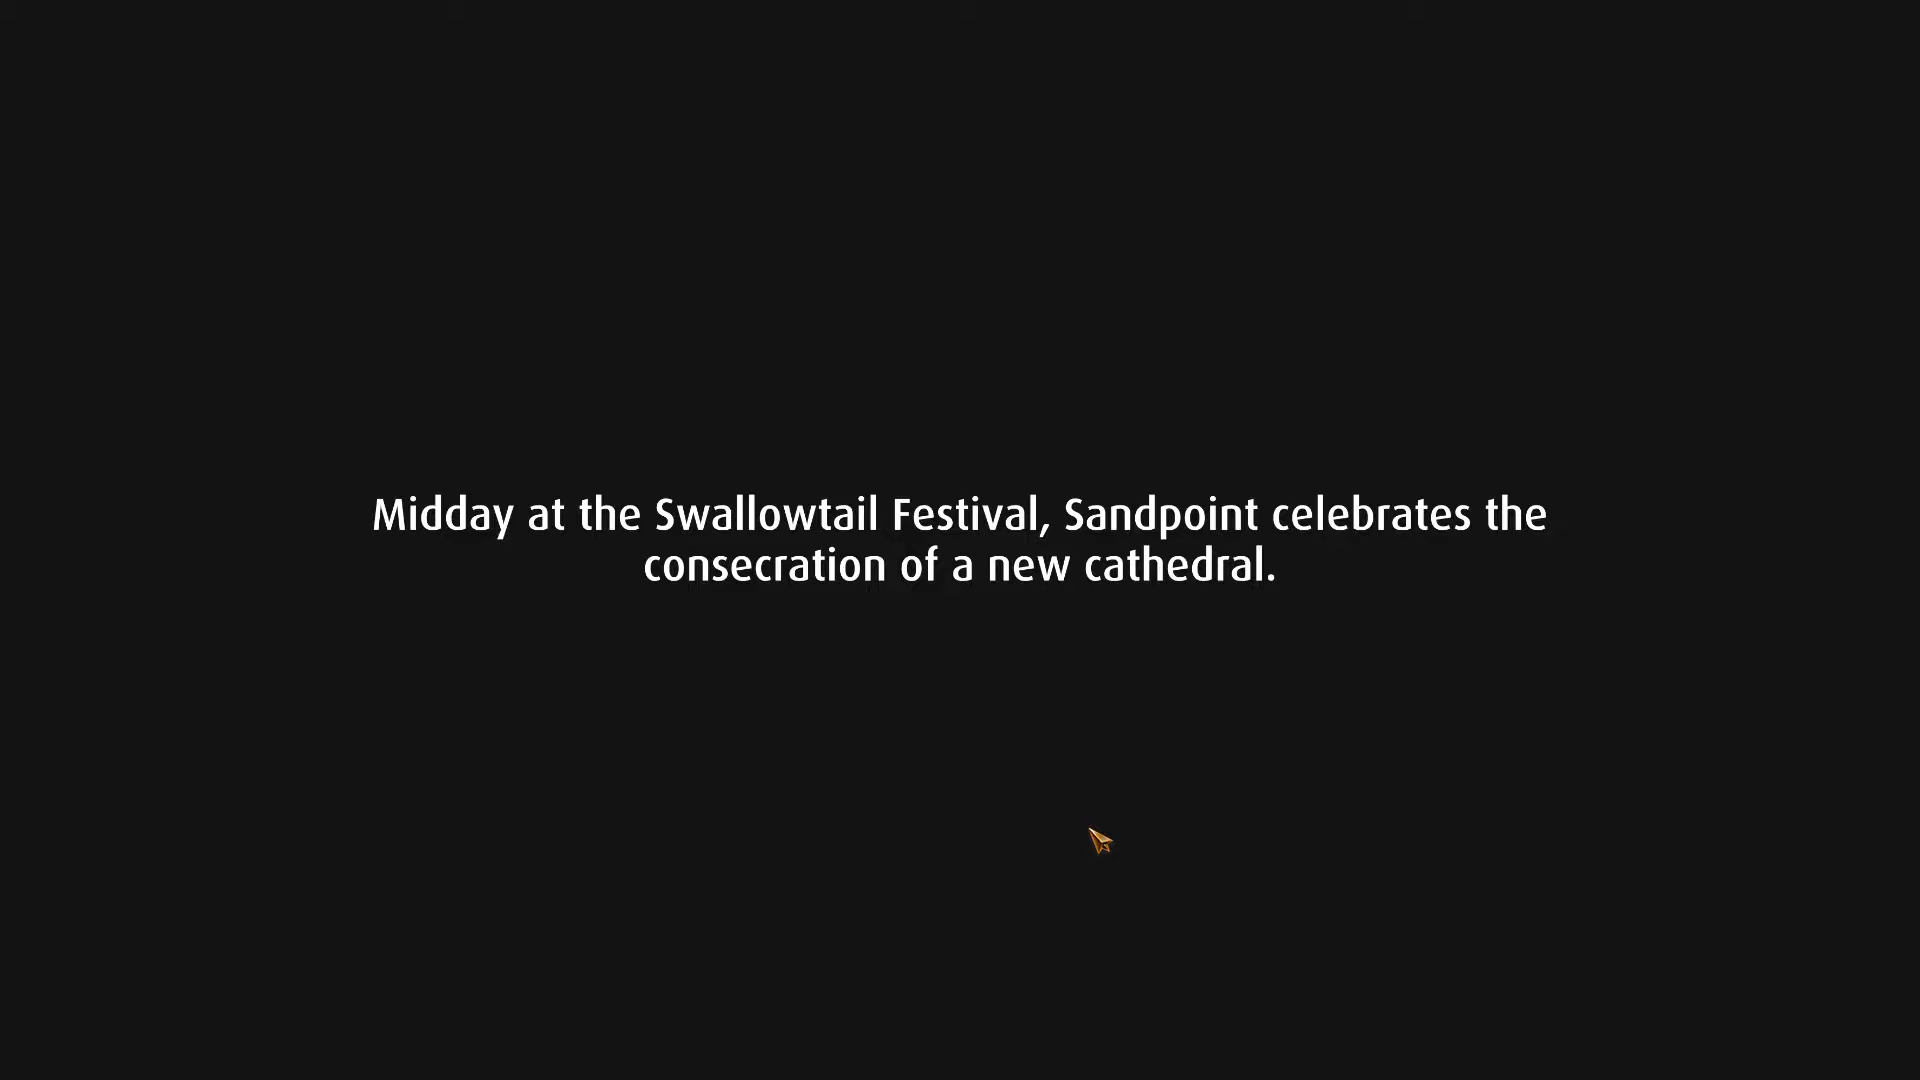 Midday at the Swallowtail Festival, Sandpoint celebrates the
consecration of a new cathedral.